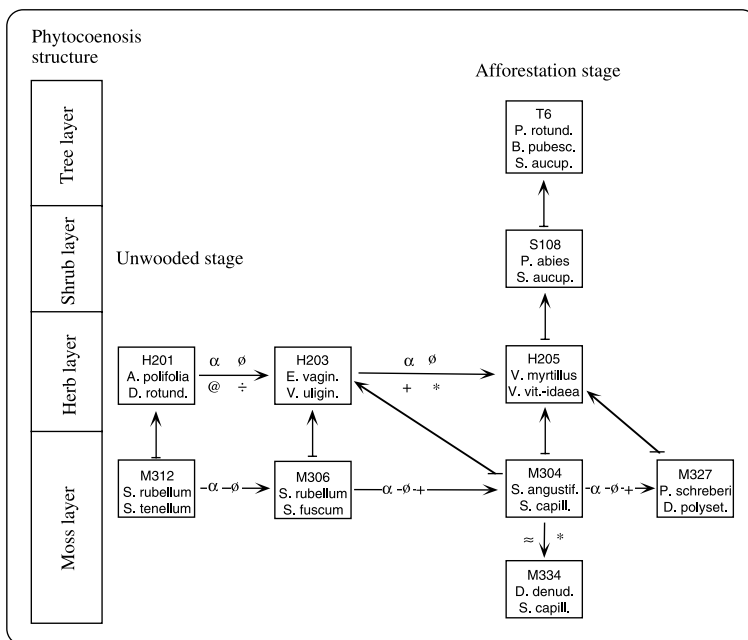 Phytocoenosis
structure
Afforestation stage
Tree layer
T6
P. rotund.
B. pubesc.
S. aucup.
Shrub layer
Unwooded stage
S108
P. abies
S. aucup.
Herb layer
H201
A. polifolia
D. rotund.
α ø
@ ÷
H203
E. vagin.
V. uligin.
α ø
+ *
H205
V. myrtillus
V. vit.-idaea
Moss layer
M312
S. rubellum
S. tenellum
-α-ø-
M306
S. rubellum
S. fuscum
α-ø-+
M304
S. angustif.
S. capill.
-α-ø-+
M327
P. schreberi
D. polyset.
≈ *
M334
D. denud.
S. capill.